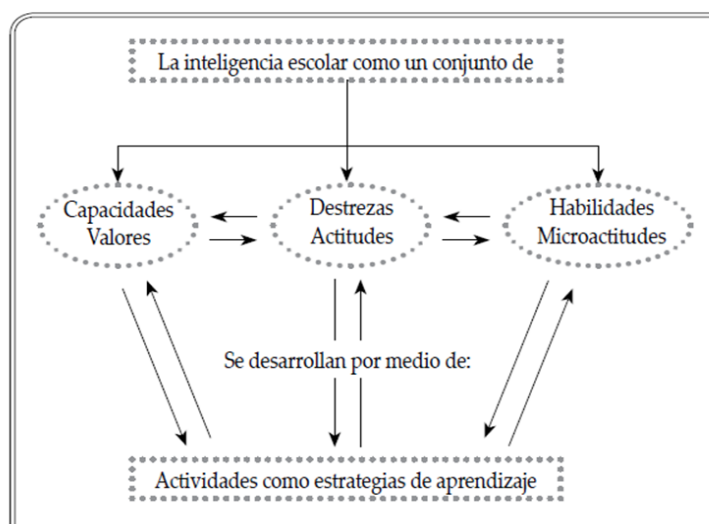 La inteligencia escolar como un conjunto de
Capacidades
Valores
Destrezas
Actitudes
Habilidades
Microactitudes
Se desarrollan por medio de:
Actividades como estrategias de aprendizaje